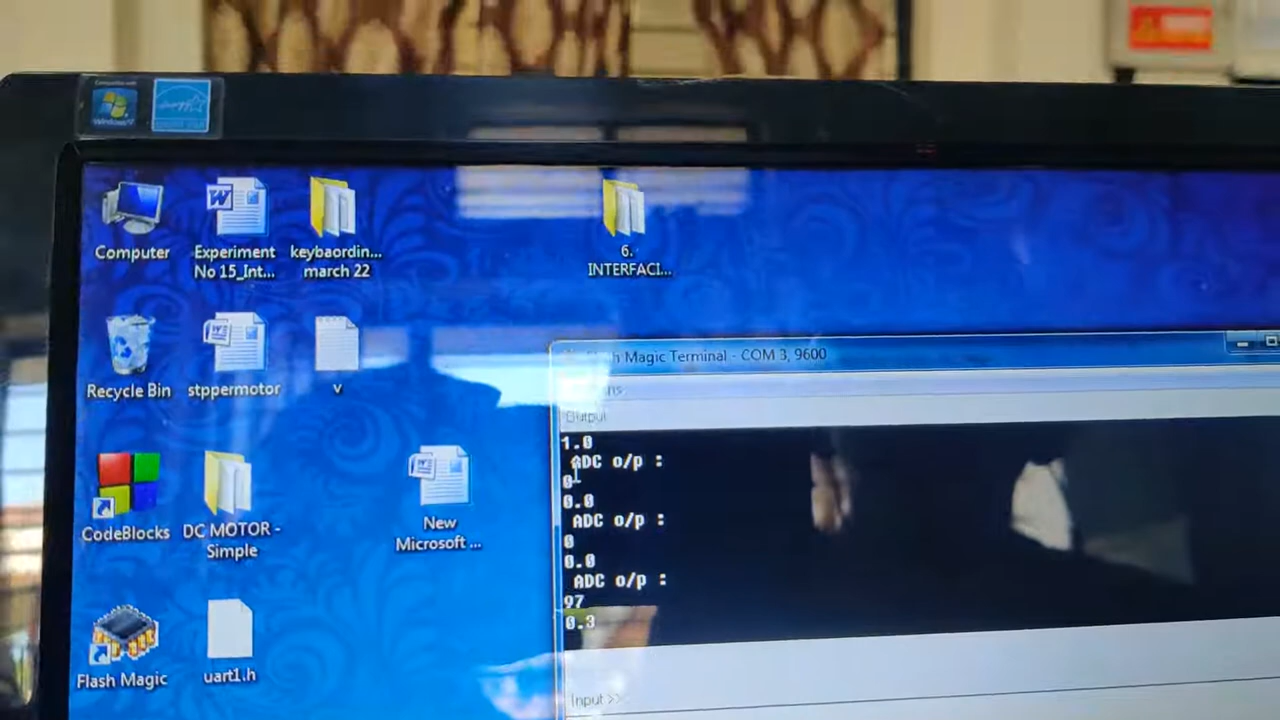 Computer
Experiment
No 15_Int...
keybaordin...
march 22
6.
INTERFACI...
Recycle Bin
stppermotor
v
CodeBlocks
DC MOTOR -
Simple
New
Microsoft ...
Flash Magic
uart1.h
Magic Terminal - COM 3, 9600
Output
1.0
ADC o/p :
0
0.0
ADC o/p :
0
0.0
ADC o/p :
97
0.3
Input >>